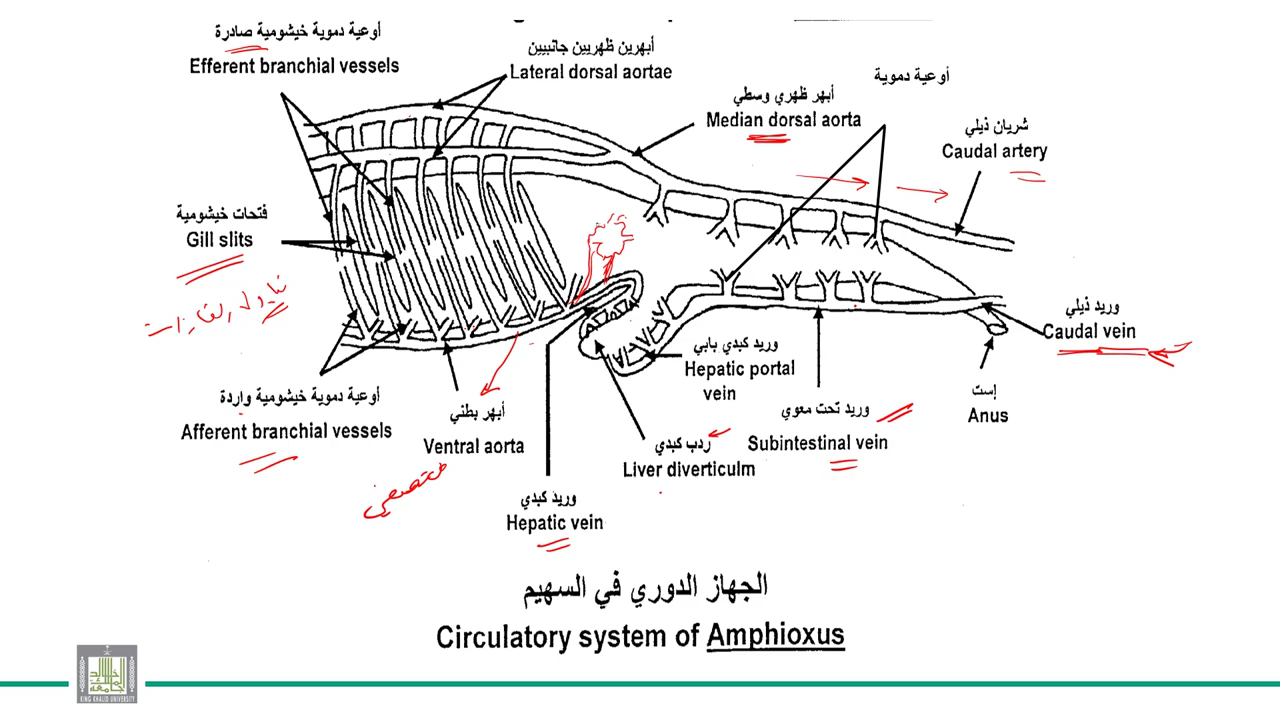 أوعية دموية خيشومية صادرة
Efferent branchial vessels
أبهرين ظهريين جانبيين
Lateral dorsal aortae
أبهر ظهري وسطي
Median dorsal aorta
أوعية دموية
شريان ذيلي
Caudal artery
فتحات خيشومية
Gill slits
وريد ذيلي
Caudal vein
وريد كبدي بابي
Hepatic portal
vein
إست
Anus
أوعية دموية خيشومية واردة
Afferent branchial vessels
أبهر بطني
Ventral aorta
وريد تحت معوي
Subintestinal vein
ردب كبدي
Liver diverticulm
وريد كبدي
Hepatic vein
الجهاز الدوري في السهيم
Circulatory system of Amphioxus
KING KHALID UNIVERSITY